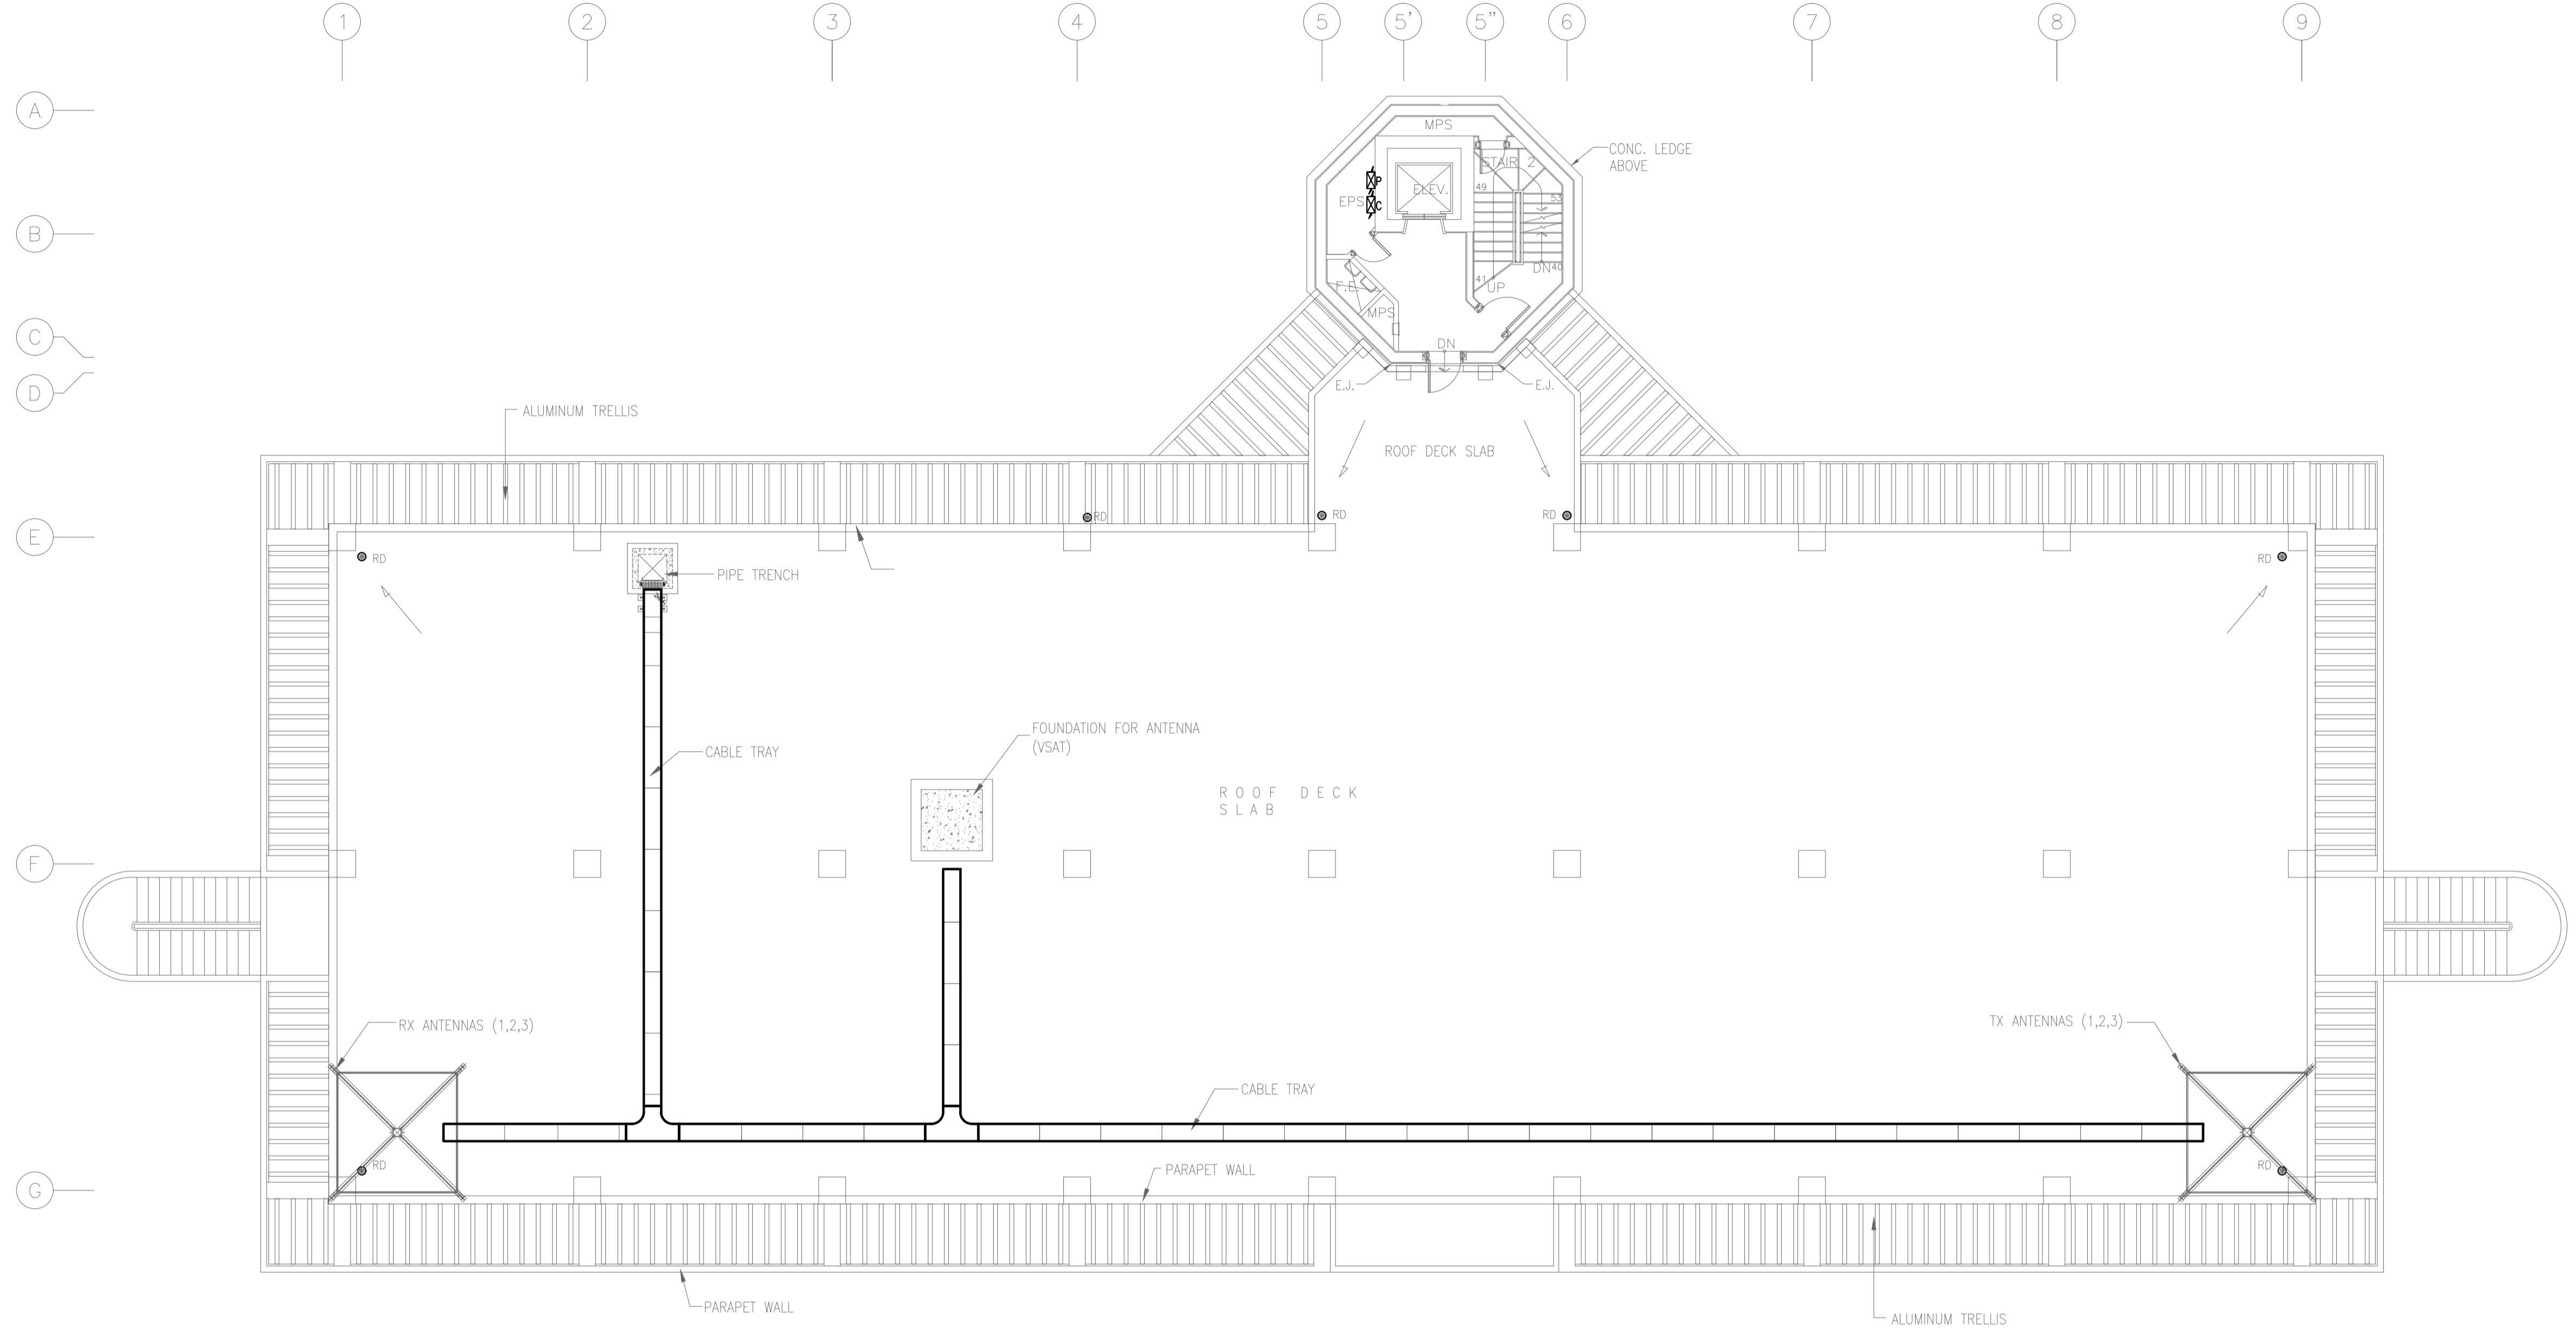 1 2 3 4 5 5' 5" 6 7 8 9
A
MPS
CONC. LEDGE
ABOVE
STAIR 2
P
49
ELEV.
EPS
C
53
B
DN 40
41
UP
F.E.
MPS
C
DN
E.J.
E.J.
D
ALUMINUM TRELLIS
ROOF DECK SLAB
RD
RD
RD
E
RD
RD
PIPE TRENCH
FOUNDATION FOR ANTENNA
(VSAT)
CABLE TRAY
ROOF DECK
SLAB
F
RX ANTENNAS (1,2,3)
TX ANTENNAS (1,2,3)
CABLE TRAY
RD
RD
PARAPET WALL
G
PARAPET WALL
ALUMINUM TRELLIS